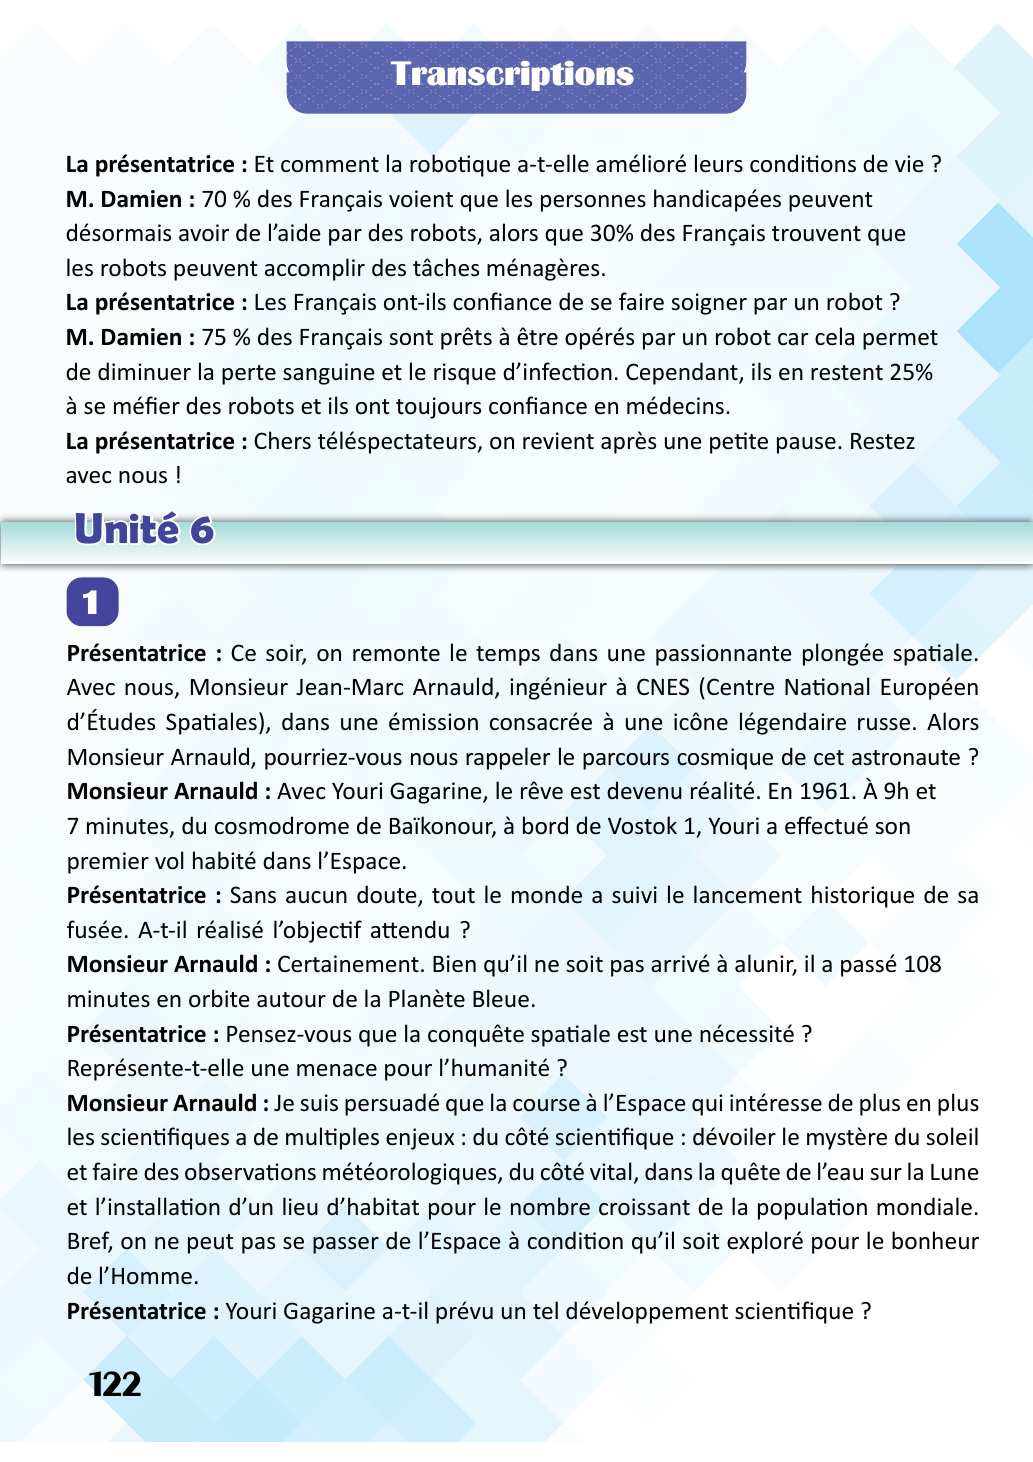 Transcriptions
La présentatrice : Et comment la robotique a-t-elle amélioré leurs conditions de vie ?
M. Damien : 70 % des Français voient que les personnes handicapées peuvent
désormais avoir de l’aide par des robots, alors que 30% des Français trouvent que
les robots peuvent accomplir des tâches ménagères.
La présentatrice : Les Français ont-ils confiance de se faire soigner par un robot ?
M. Damien : 75 % des Français sont prêts à être opérés par un robot car cela permet
de diminuer la perte sanguine et le risque d’infection. Cependant, ils en restent 25%
à se méfier des robots et ils ont toujours confiance en médecins.
La présentatrice : Chers téléspectateurs, on revient après une petite pause. Restez
avec nous !
Unité 6
1
Présentatrice : Ce soir, on remonte le temps dans une passionnante plongée spatiale.
Avec nous, Monsieur Jean-Marc Arnauld, ingénieur à CNES (Centre National Européen
d’Études Spatiales), dans une émission consacrée à une icône légendaire russe. Alors
Monsieur Arnauld, pourriez-vous nous rappeler le parcours cosmique de cet astronaute ?
Monsieur Arnauld : Avec Youri Gagarine, le rêve est devenu réalité. En 1961. À 9h et
7 minutes, du cosmodrome de Baïkonour, à bord de Vostok 1, Youri a effectué son
premier vol habité dans l’Espace.
Présentatrice : Sans aucun doute, tout le monde a suivi le lancement historique de sa
fusée. A-t-il réalisé l’objectif attendu ?
Monsieur Arnauld : Certainement. Bien qu’il ne soit pas arrivé à alunir, il a passé 108
minutes en orbite autour de la Planète Bleue.
Présentatrice : Pensez-vous que la conquête spatiale est une nécessité ?
Représente-t-elle une menace pour l’humanité ?
Monsieur Arnauld : Je suis persuadé que la course à l’Espace qui intéresse de plus en plus
les scientifiques a de multiples enjeux : du côté scientifique : dévoiler le mystère du soleil
et faire des observations météorologiques, du côté vital, dans la quête de l’eau sur la Lune
et l’installation d’un lieu d’habitat pour le nombre croissant de la population mondiale.
Bref, on ne peut pas se passer de l’Espace à condition qu’il soit exploré pour le bonheur
de l’Homme.
Présentatrice : Youri Gagarine a-t-il prévu un tel développement scientifique ?
122